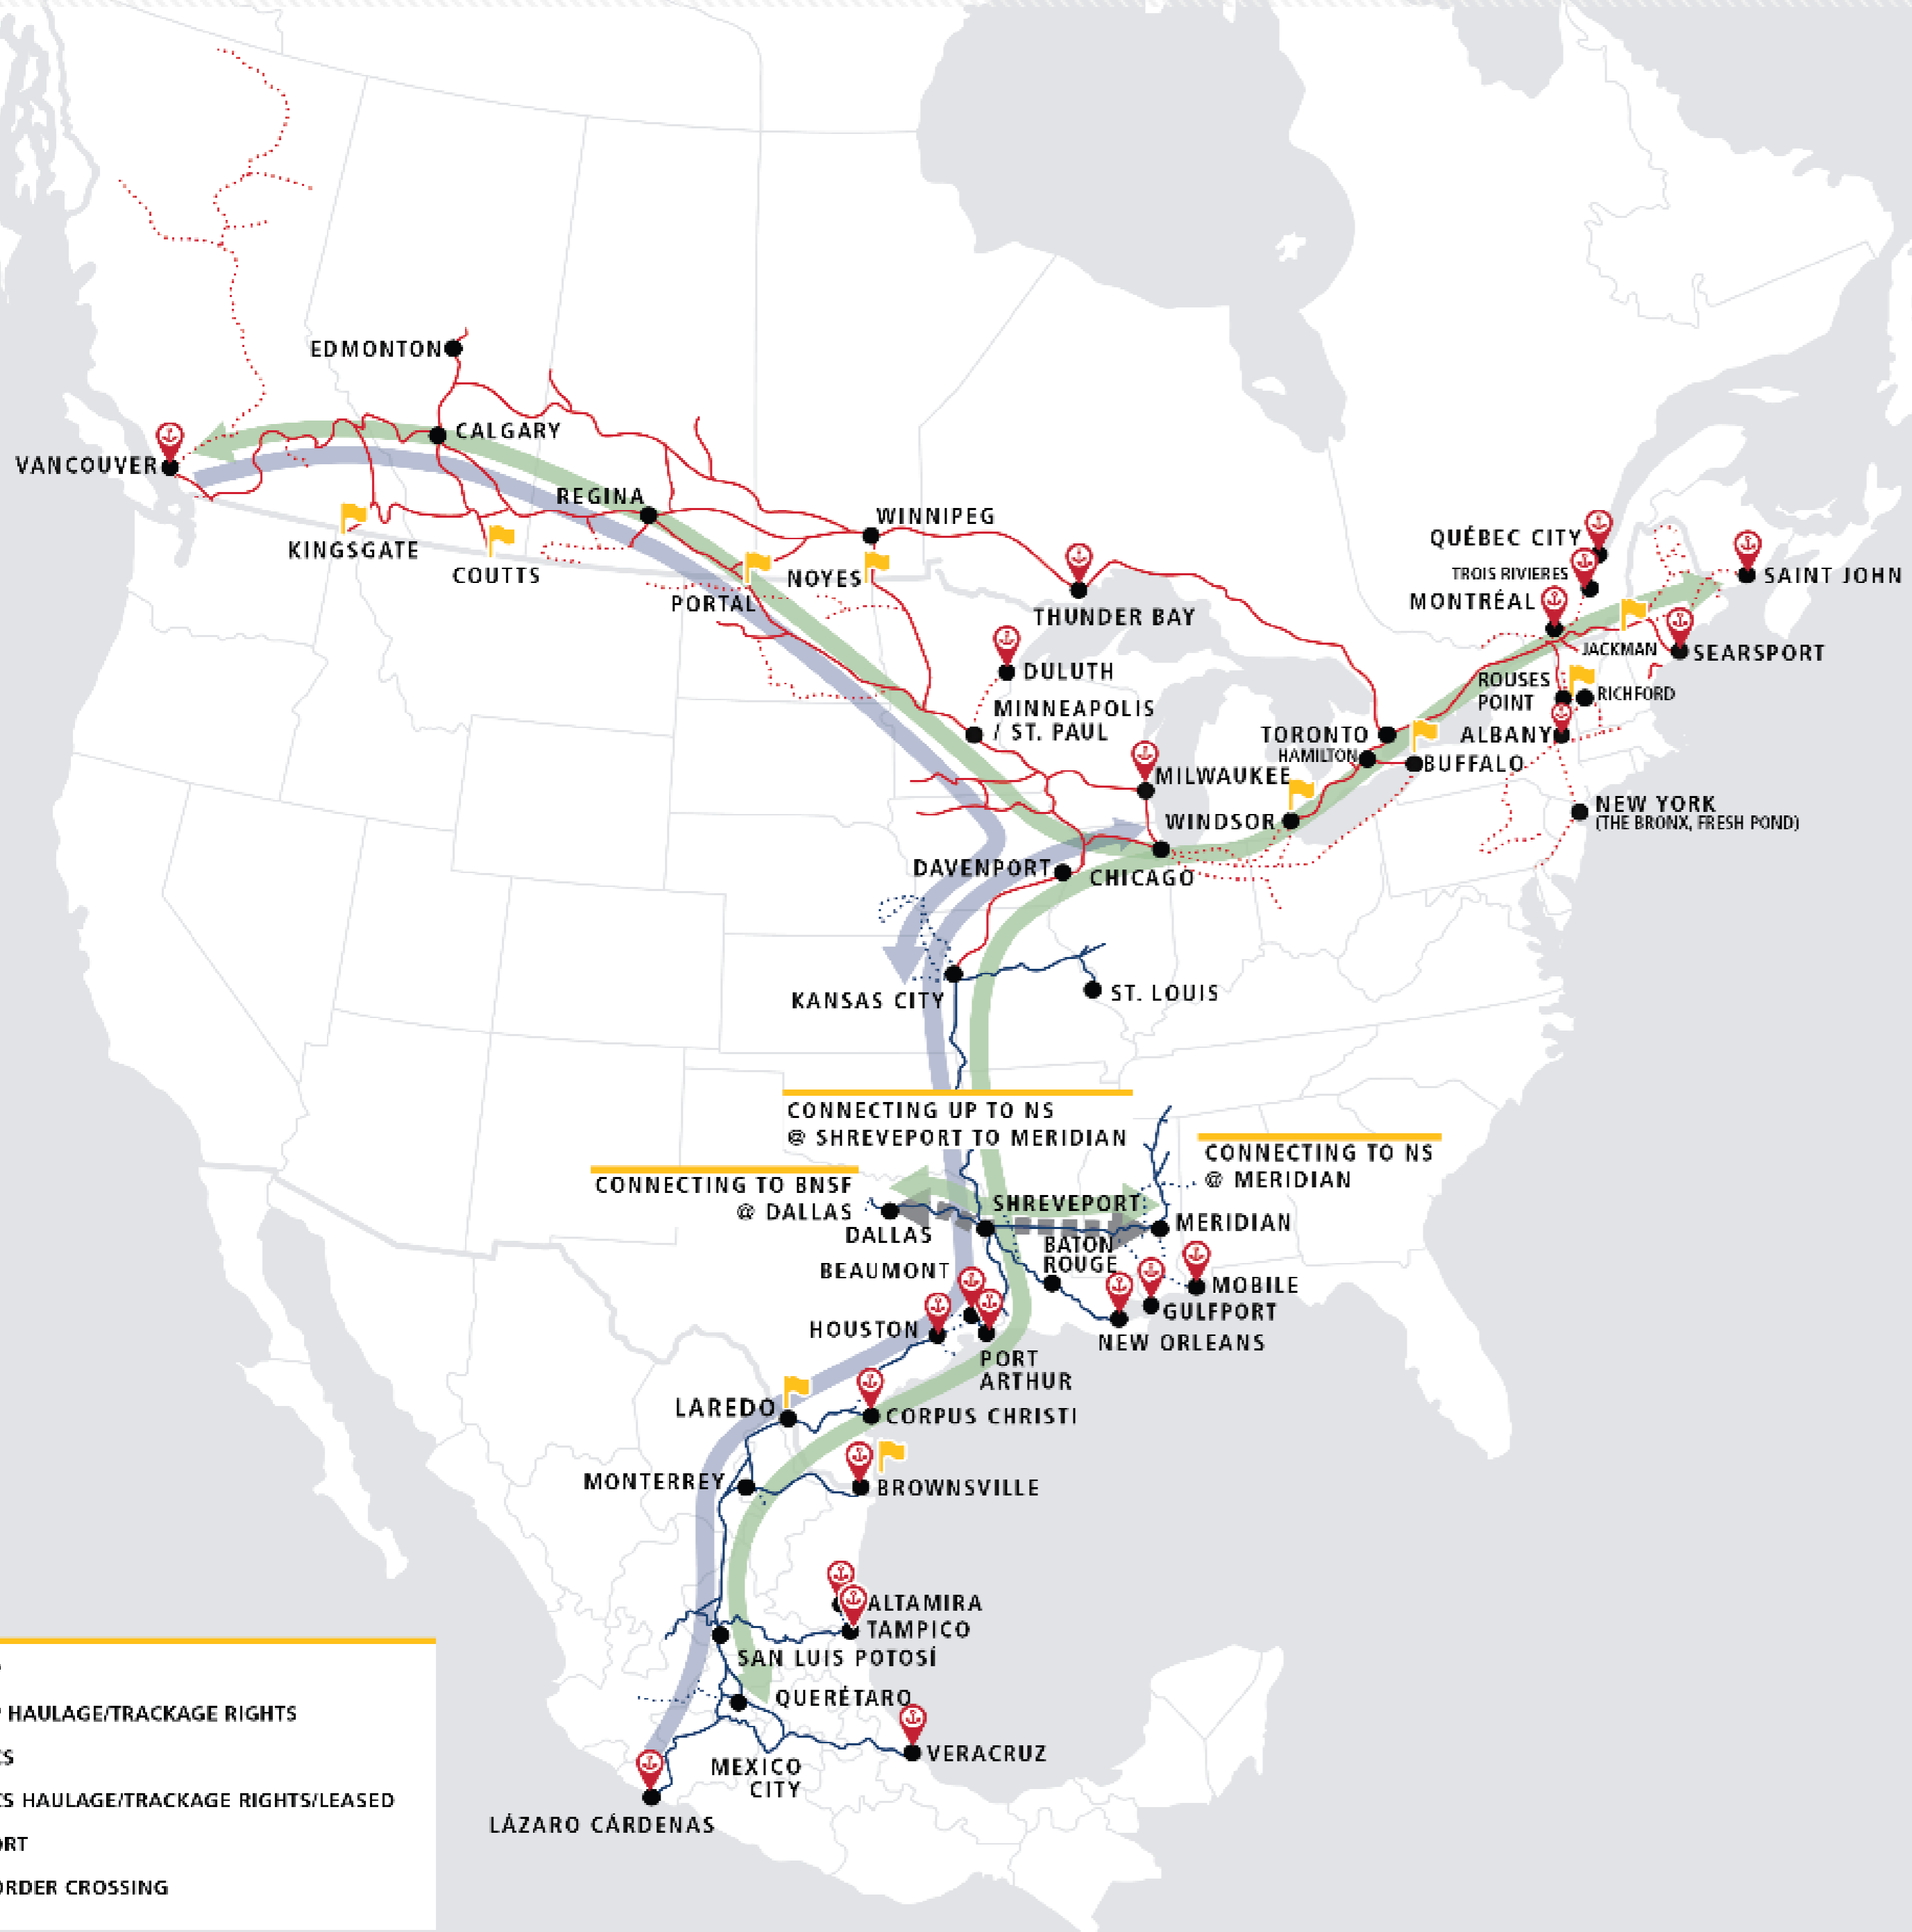 EDMONTON
CALGARY
VANCOUVER
REGINA
WINNIPEG
KINGSGATE
COUTTS
PORTAL
NOYES
THUNDER BAY
DULUTH
MINNEAPOLIS
/ ST. PAUL
QUÉBEC CITY
TROIS RIVIERES
MONTRÉAL
SAINT JOHN
JACKMAN
SEARSPORT
ROUSES
POINT
RICHFORD
ALBANY
TORONTO
HAMILTON
BUFFALO
MILWAUKEE
WINDSOR
NEW YORK
(THE BRONX, FRESH POND)
DAVENPORT
CHICAGO
KANSAS CITY
ST. LOUIS
CONNECTING UP TO NS
@ SHREVEPORT TO MERIDIAN
CONNECTING TO NS
@ MERIDIAN
CONNECTING TO BNSF
@ DALLAS
SHREVEPORT
DALLAS
MERIDIAN
BATON
ROUGE
BEAUMONT
MOBILE
GULFPORT
HOUSTON
NEW ORLEANS
PORT
ARTHUR
LAREDO
CORPUS CHRISTI
MONTERREY
BROWNSVILLE
ALTAMIRA
TAMPICO
SAN LUIS POTOSÍ
QUERÉTARO
VERACRUZ
MEXICO
CITY
LÁZARO CÁRDENAS
HAULAGE/TRACKAGE RIGHTS
CS
CS HAULAGE/TRACKAGE RIGHTS/LEASED
ORT
ORDER CROSSING